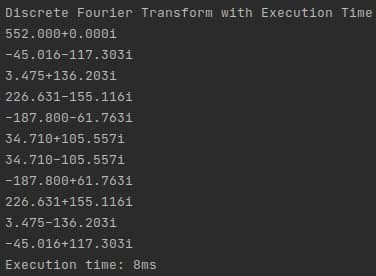 Discrete Fourier Transform with Execution Time
552.000+0.000i
-45.016-117.303i
3.475+136.203i
226.631-155.116i
-187.800-61.763i
34.710+105.557i
34.710-105.557i
-187.800+61.763i
226.631+155.116i
3.475-136.203i
-45.016+117.303i
Execution time: 8ms